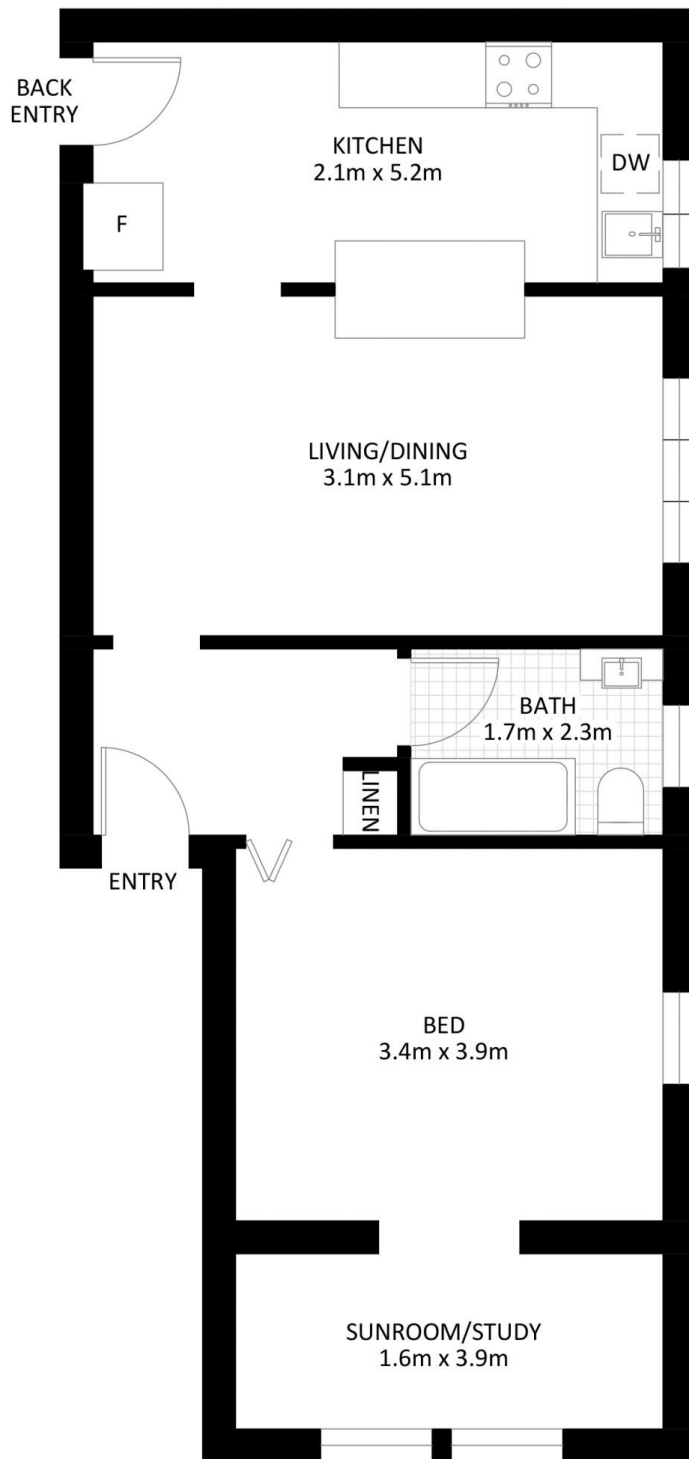 BACK
ENTRY
KITCHEN
2.1m x 5.2m
DW
F
LIVING/DINING
3.1m x 5.1m
BATH
1.7m x 2.3m
LINEN
ENTRY
BED
3.4m x 3.9m
SUNROOM/STUDY
1.6m x 3.9m